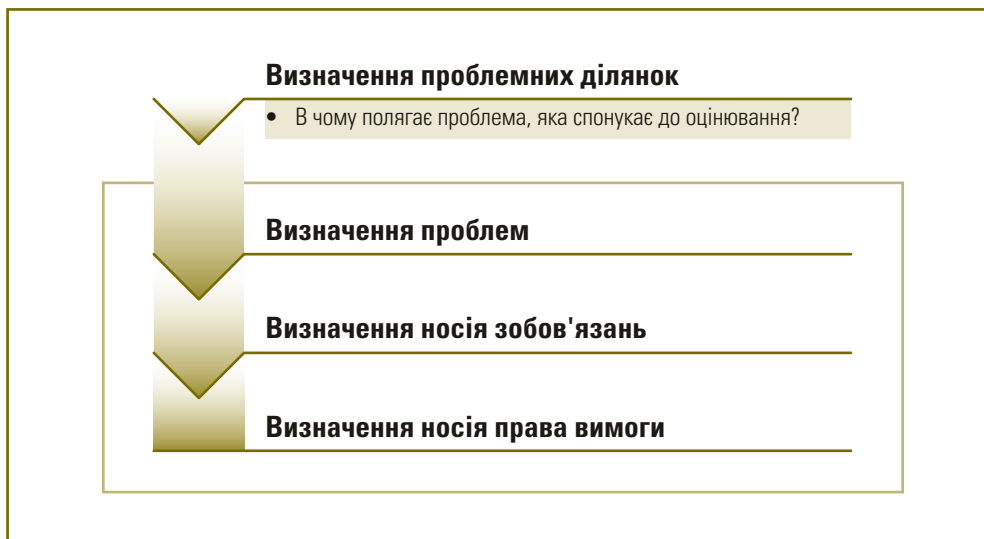 Визначення проблемних ділянок
• В чому полягає проблема, яка спонукає до оцінювання?
Визначення проблем
Визначення носія зобов'язань
Визначення носія права вимоги